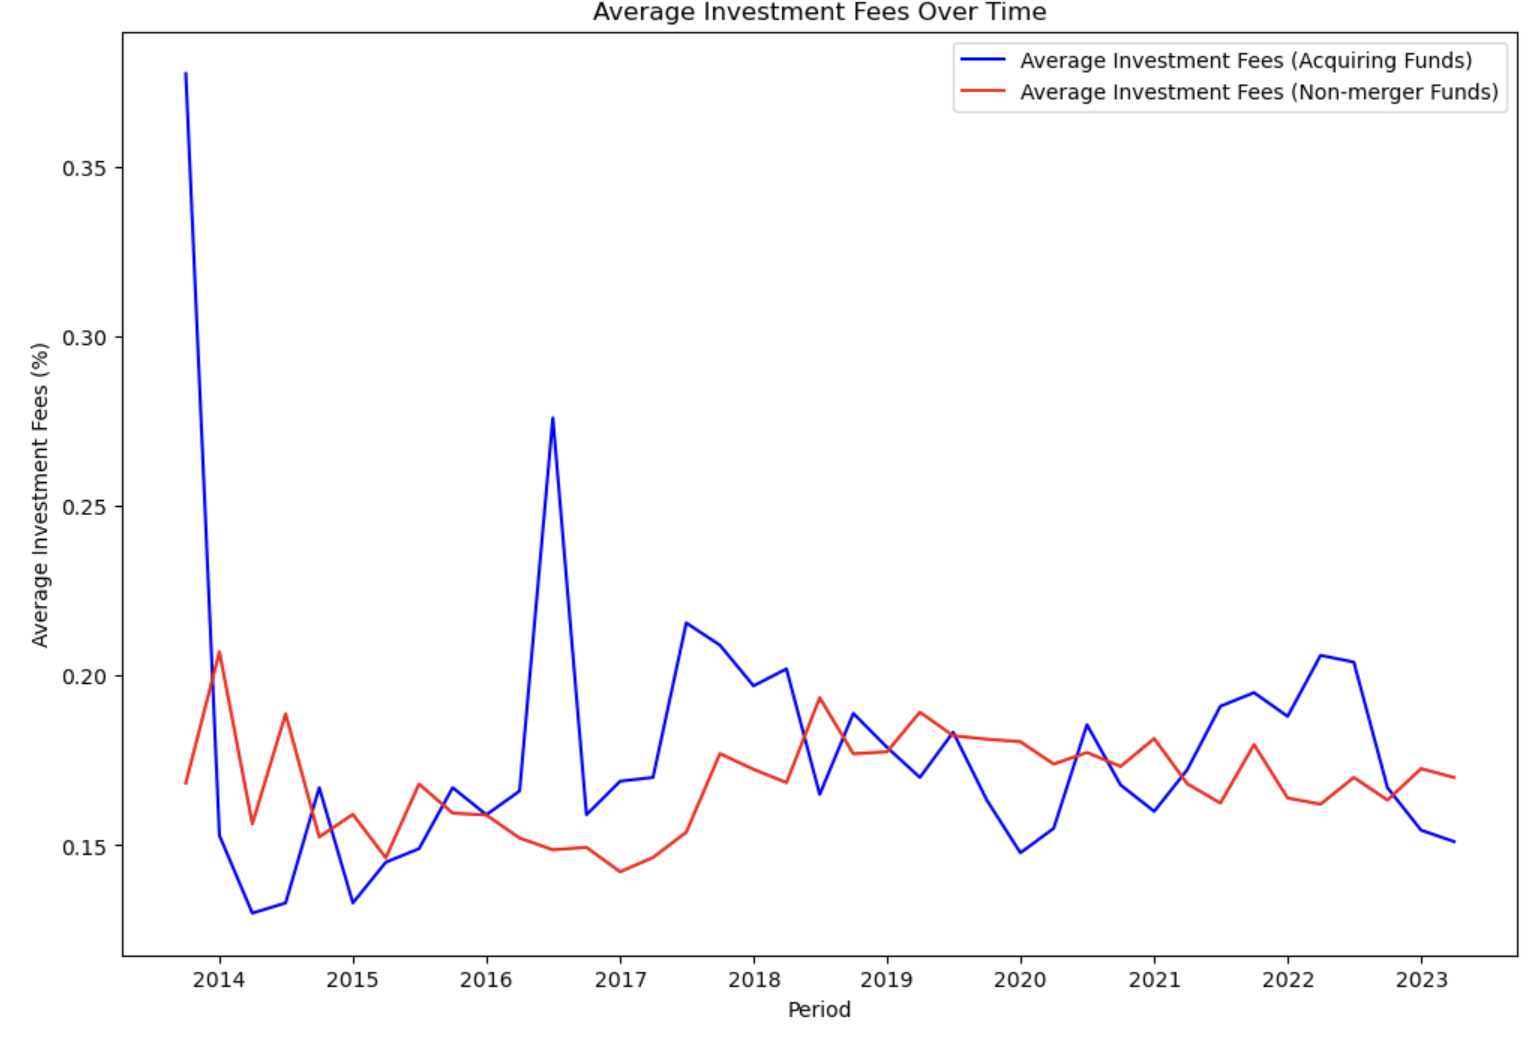 Average Investment Fees Over Time
Average Investment Fees (Acquiring Funds)
Average Investment Fees (Non-merger Funds)
Average Investment Fees (%)
0.35
0.30
0.25
0.20
0.15
2014 2015 2016 2017 2018 2019 2020 2021 2022 2023
Period